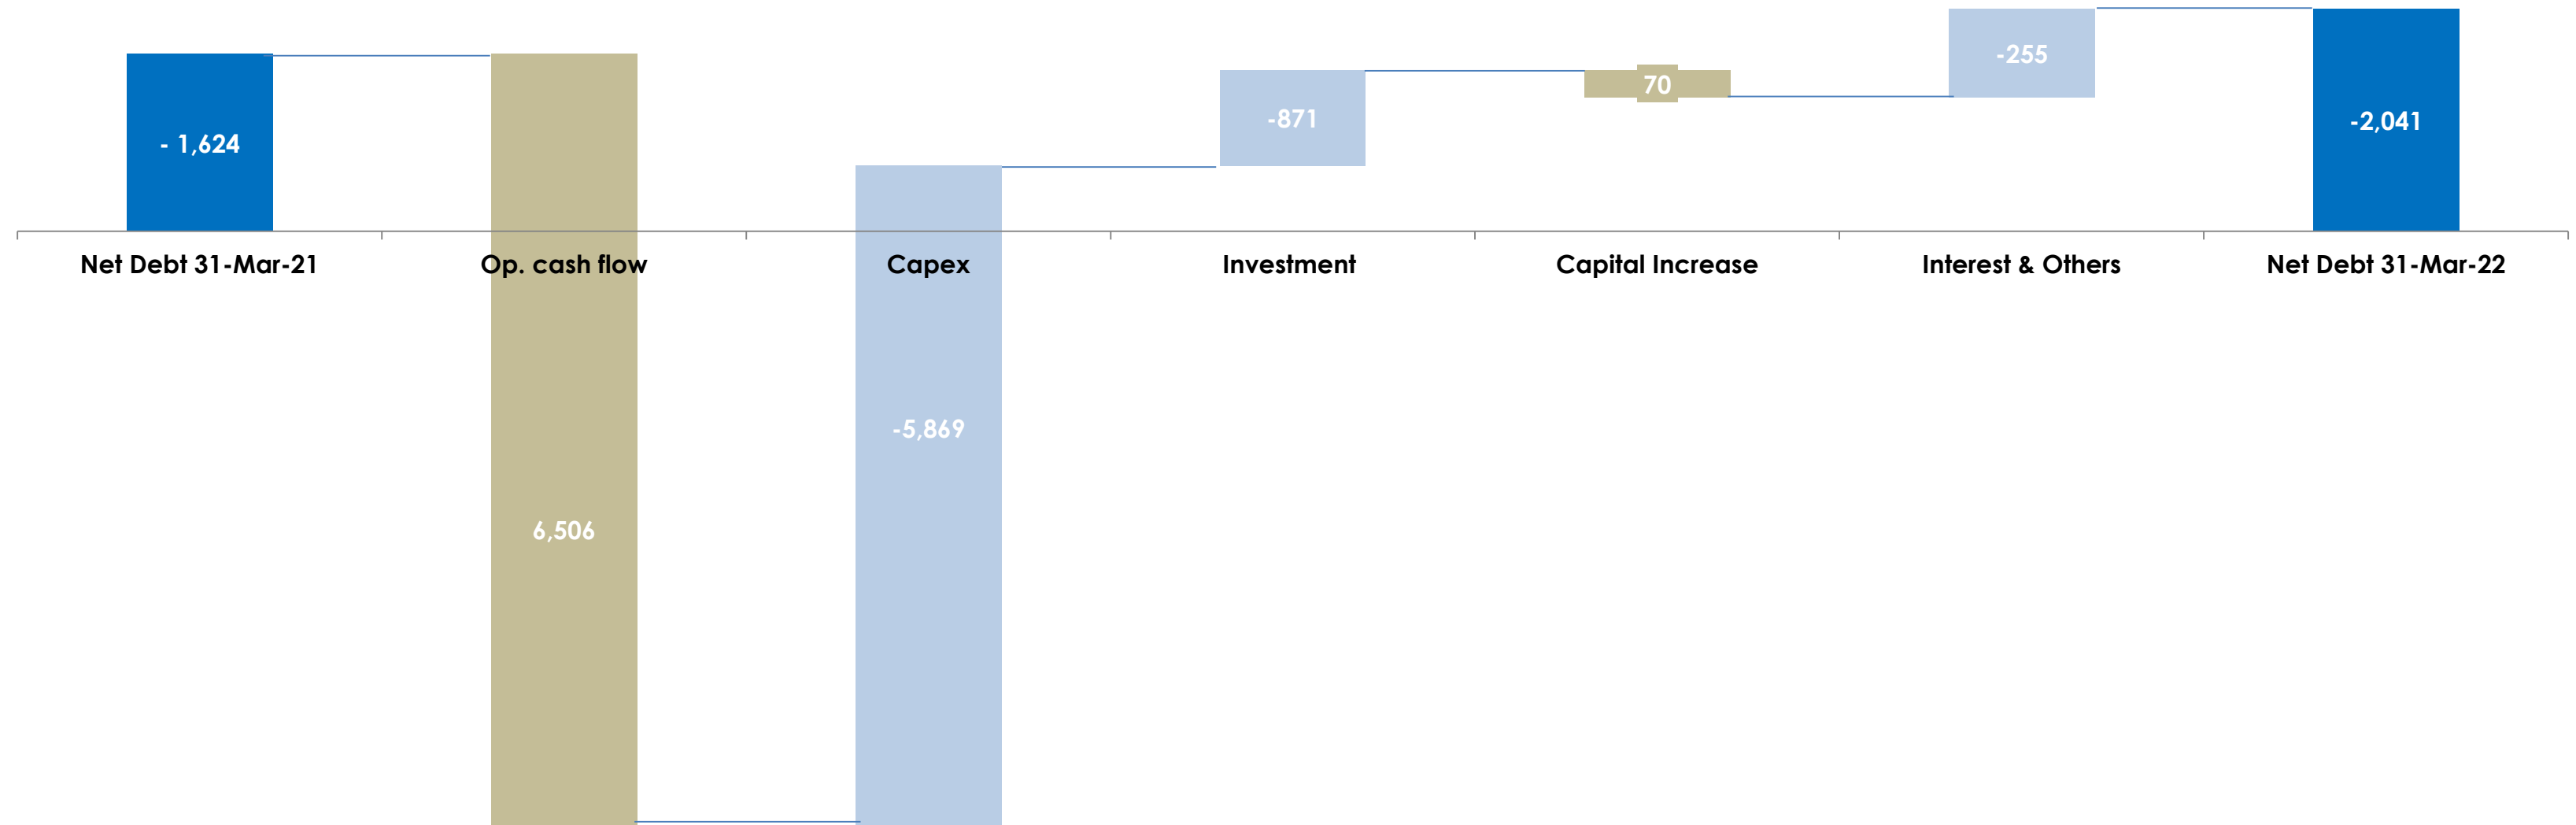 - 1,624
6,506
-5,869
-871
70
-255
-2,041
Net Debt 31-Mar-21
Op. cash flow
Capex
Investment
Capital Increase
Interest & Others
Net Debt 31-Mar-22